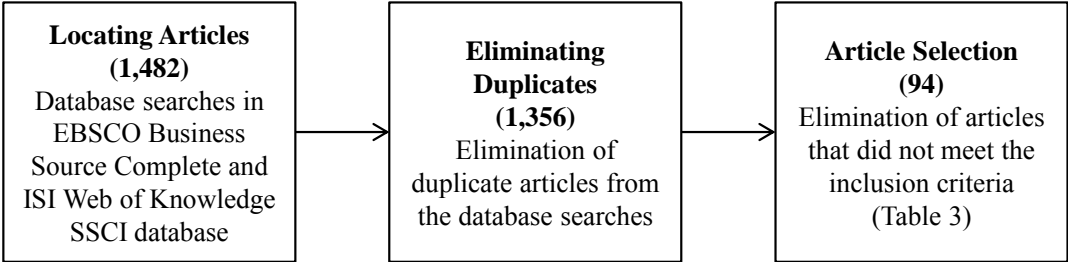 Locating Articles
(1,482)
Database searches in
EBSCO Business
Source Complete and
ISI Web of Knowledge
SSCI database
Eliminating
Duplicates
(1,356)
Elimination of
duplicate articles from
the database searches
Article Selection
(94)
Elimination of articles
that did not meet the
inclusion criteria
(Table 3)